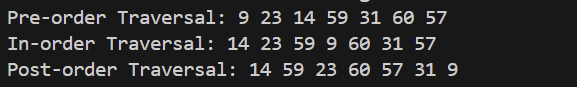 Pre-order Traversal: 9 23 14 59 31 60 57
In-order Traversal: 14 23 59 9 60 31 57
Post-order Traversal: 14 59 23 60 57 31 9